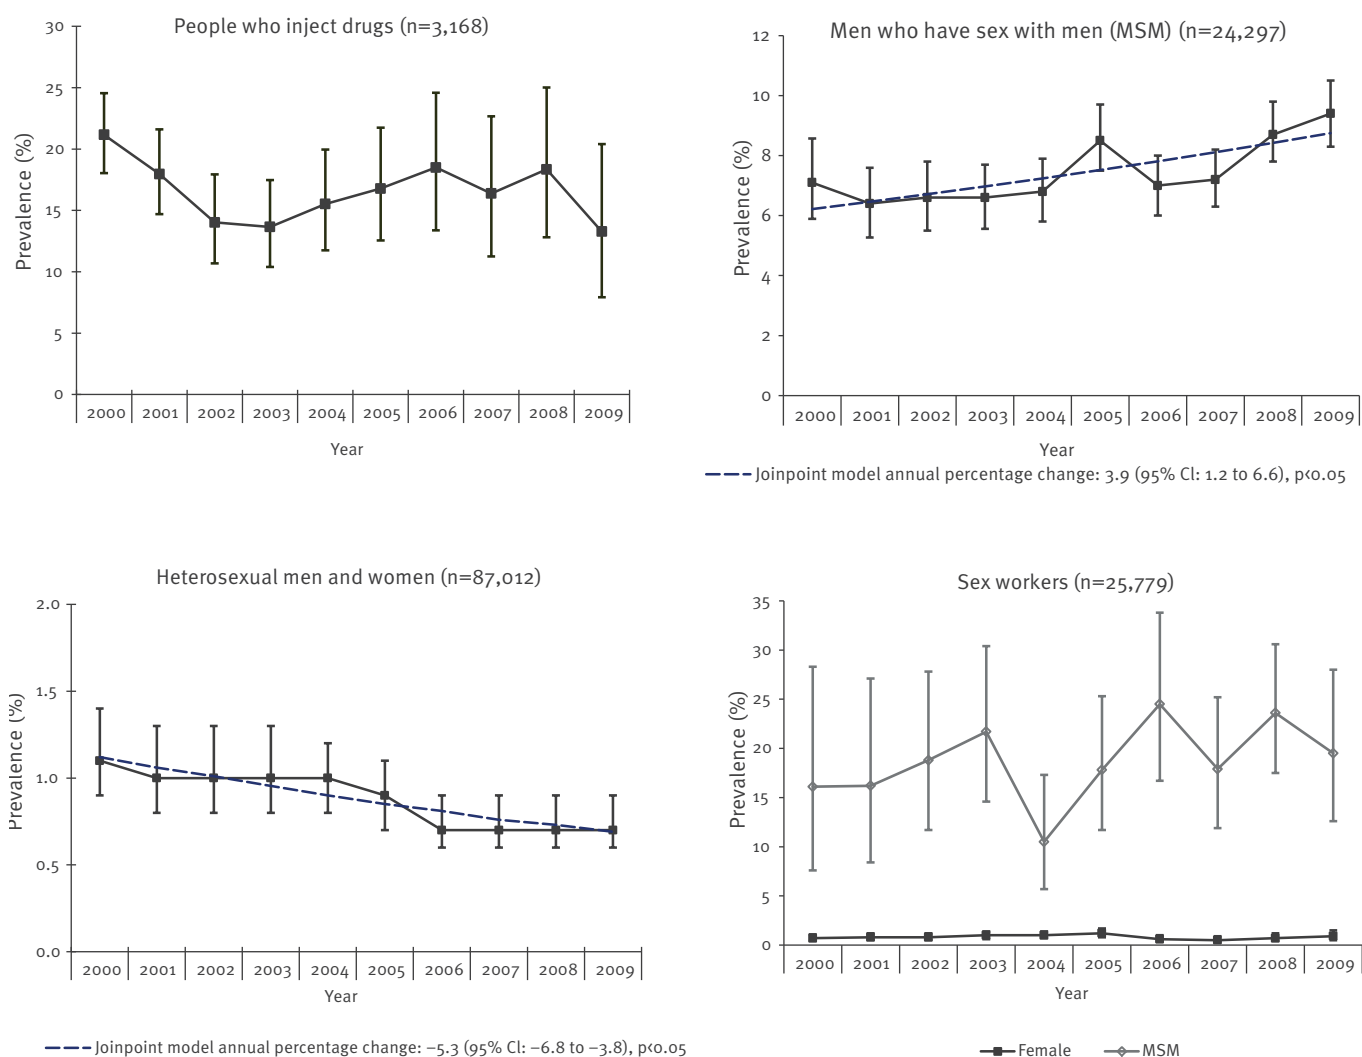 People who inject drugs (n=3,168)
Prevalence (%)
30
25
20
15
10
5
0
2000 2001 2002 2003 2004 2005 2006 2007 2008 2009
Year
Men who have sex with men (MSM) (n=24,297)
Prevalence (%)
12
10
8
6
4
2
0
2000 2001 2002 2003 2004 2005 2006 2007 2008 2009
Year
Joinpoint model annual percentage change: 3.9 (95% Cl: 1.2 to 6.6), p<0.05
Heterosexual men and women (n=87,012)
Prevalence (%)
2.0
1.5
1.0
0.5
0.0
2000 2001 2002 2003 2004 2005 2006 2007 2008 2009
Year
Joinpoint model annual percentage change: –5.3 (95% Cl: –6.8 to –3.8), p<0.05
Sex workers (n=25,779)
Prevalence (%)
35
30
25
20
15
10
5
0
2000 2001 2002 2003 2004 2005 2006 2007 2008 2009
Year
Female MSM